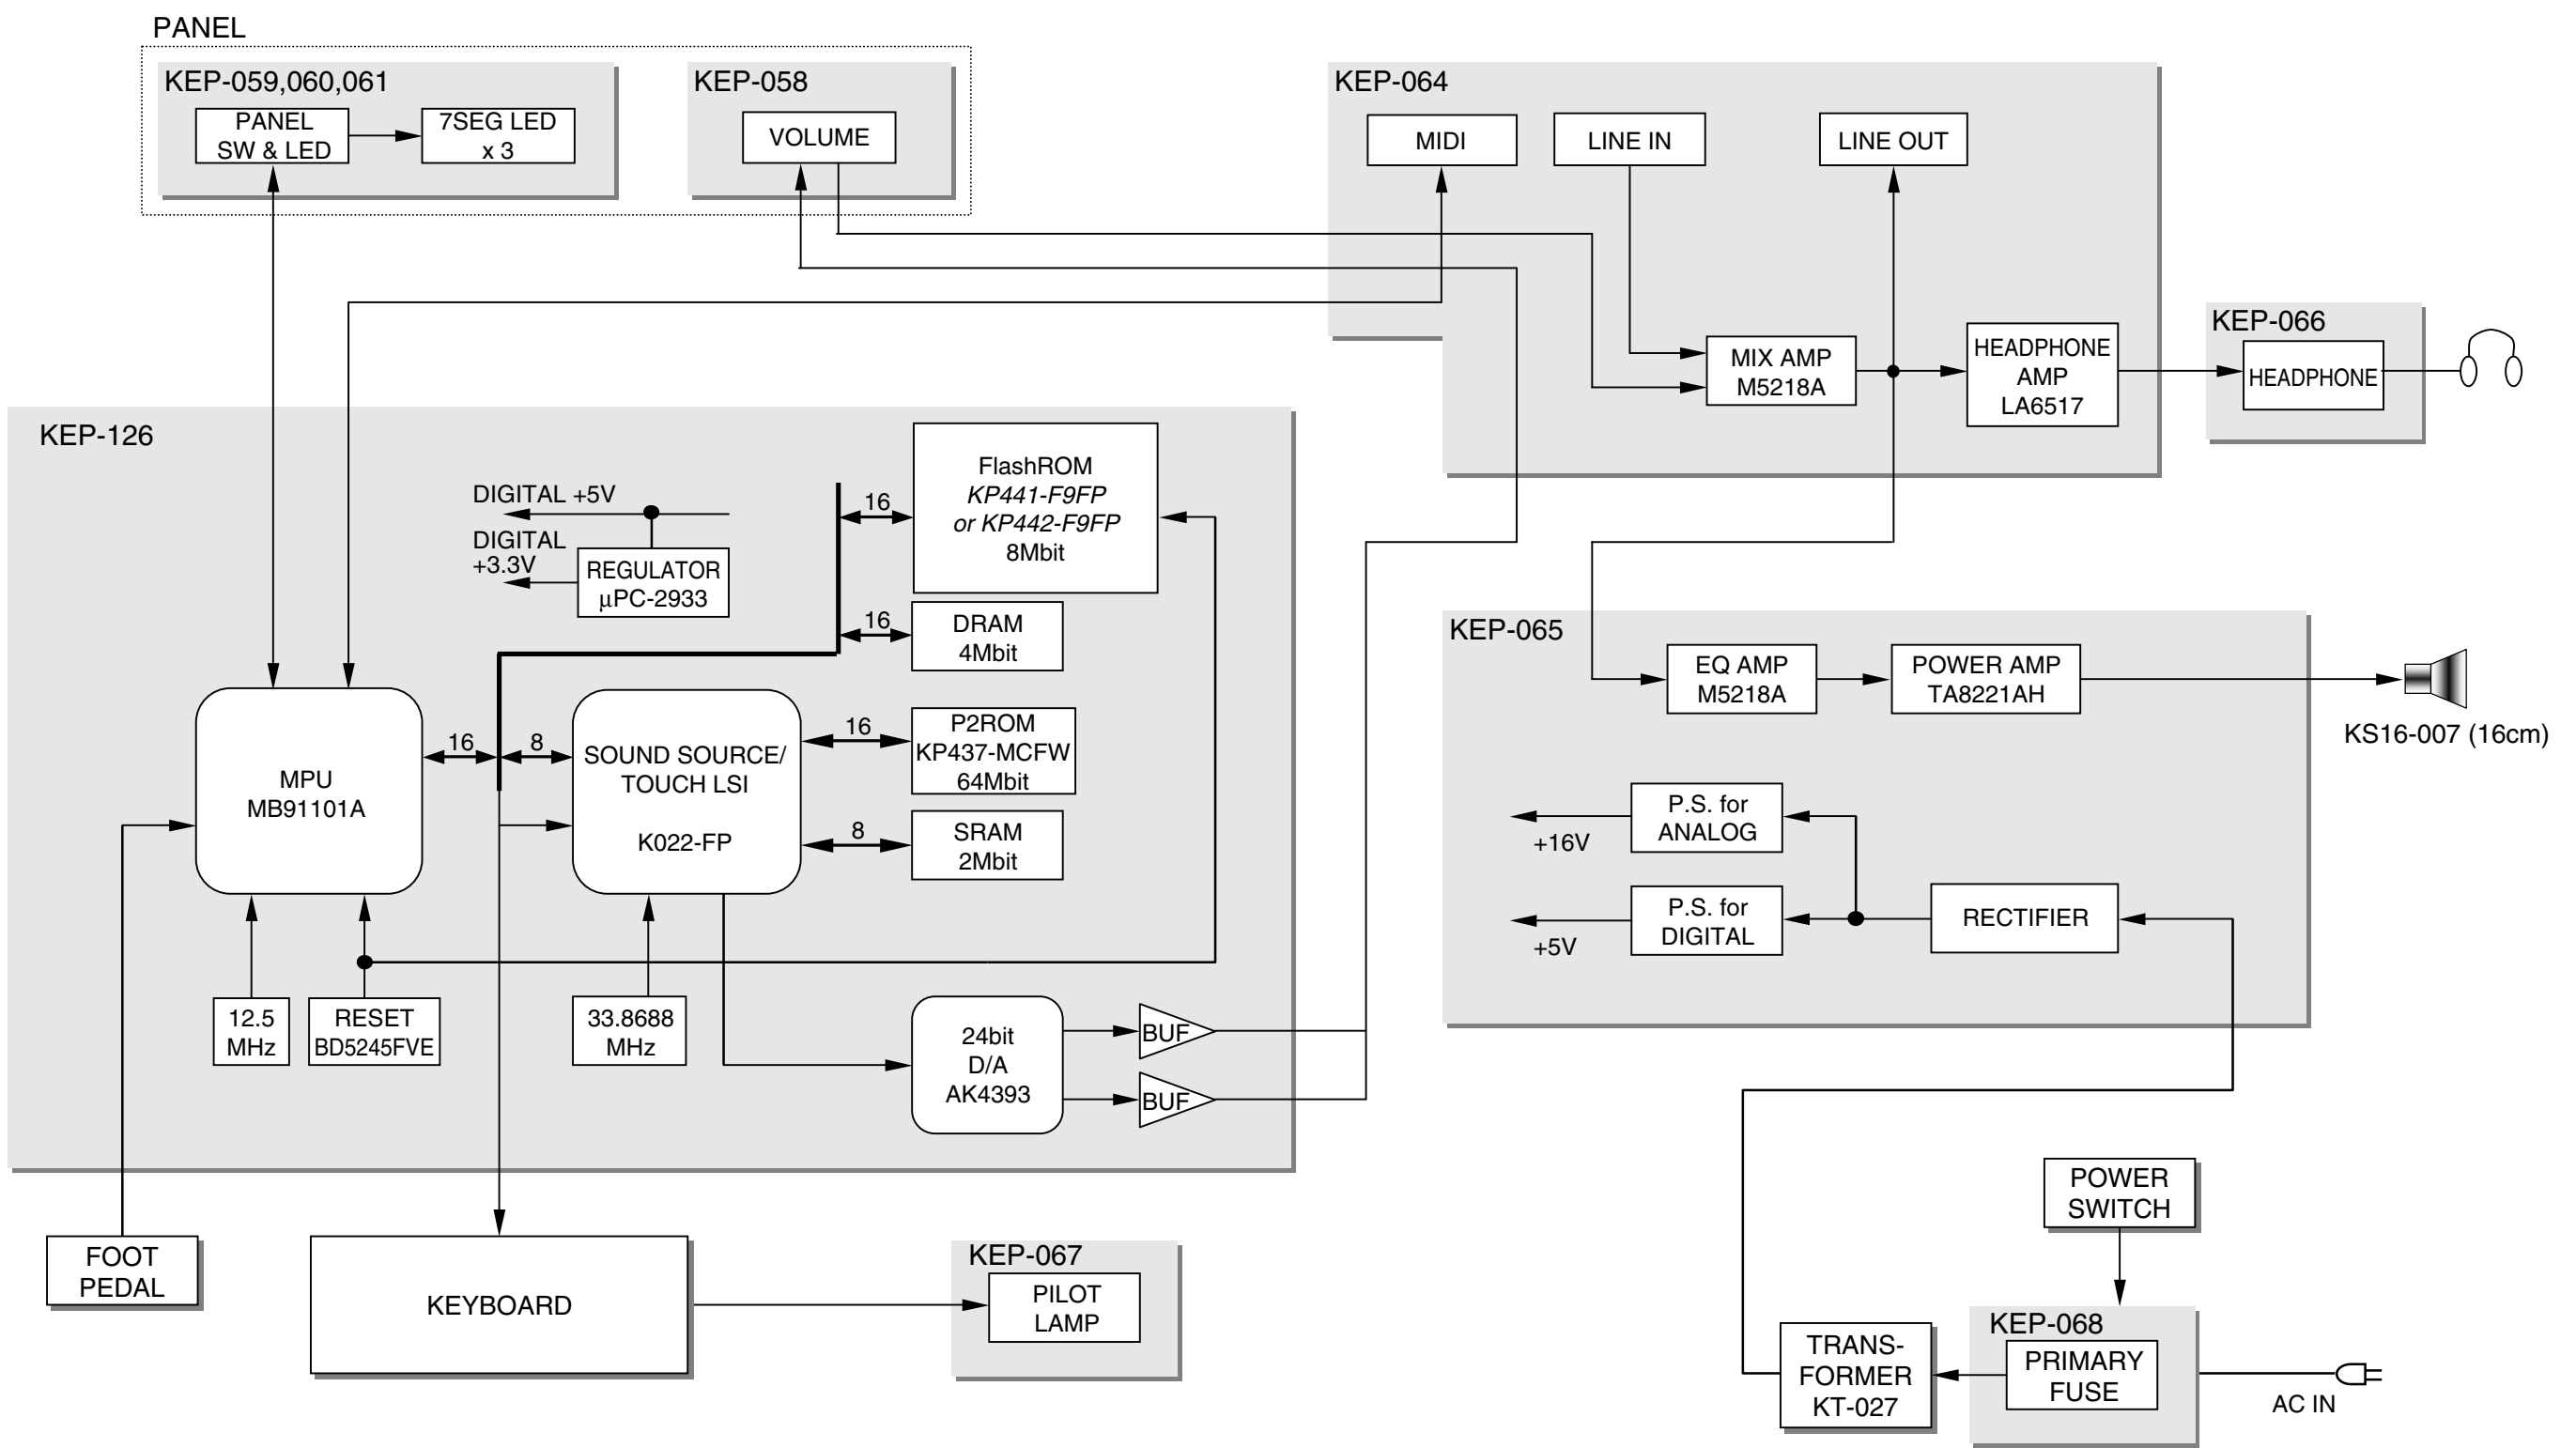 PANEL
KEP-059,060,061
PANEL
SW & LED
7SEG LED
x 3
KEP-058
VOLUME
KEP-064
MIDI
LINE IN
LINE OUT
MIX AMP
M5218A
HEADPHONE
AMP
LA6517
KEP-066
HEADPHONE
KEP-126
DIGITAL +5V
DIGITAL
+3.3V
REGULATOR
µPC-2933
16
FlashROM
KP441-F9FP
or KP442-F9FP
8Mbit
16
DRAM
4Mbit
MPU
MB91101A
16
8
SOUND SOURCE/
TOUCH LSI
K022-FP
16
P2ROM
KP437-MCFW
64Mbit
8
SRAM
2Mbit
12.5
MHz
RESET
BD5245FVE
33.8688
MHz
24bit
D/A
AK4393
BUF
BUF
KEP-065
EQ AMP
M5218A
POWER AMP
TA8221AH
KS16-007 (16cm)
P.S. for
ANALOG
+16V
P.S. for
DIGITAL
+5V
RECTIFIER
FOOT
PEDAL
KEYBOARD
KEP-067
PILOT
LAMP
POWER
SWITCH
KEP-068
PRIMARY
FUSE
TRANS-
FORMER
KT-027
AC IN